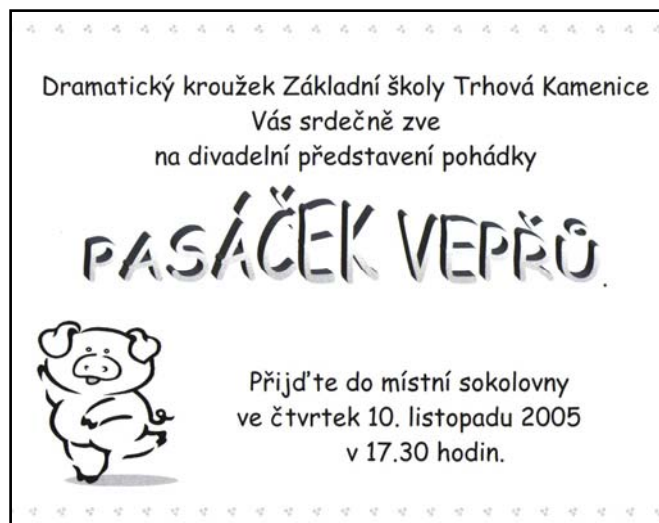 Dramatický kroužek Základní školy Trhová Kamenice
Vás srdečně zve
na divadelní představení pohádky
PASÁČEK VEPŘŮ.
Přijďte do místní sokolovny
ve čtvrtek 10. listopadu 2005
v 17.30 hodin.